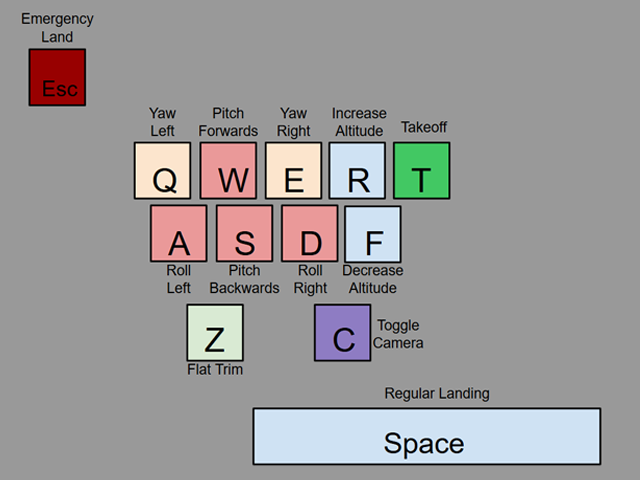 Emergency
Land
Esc
Yaw
Left
Pitch
Forwards
Yaw
Right
Increase
Altitude
Takeoff
Q W E R T
A S D F
Roll
Left
Pitch
Backwards
Roll
Right
Decrease
Altitude
Z
C
Toggle
Camera
Flat Trim
Regular Landing
Space